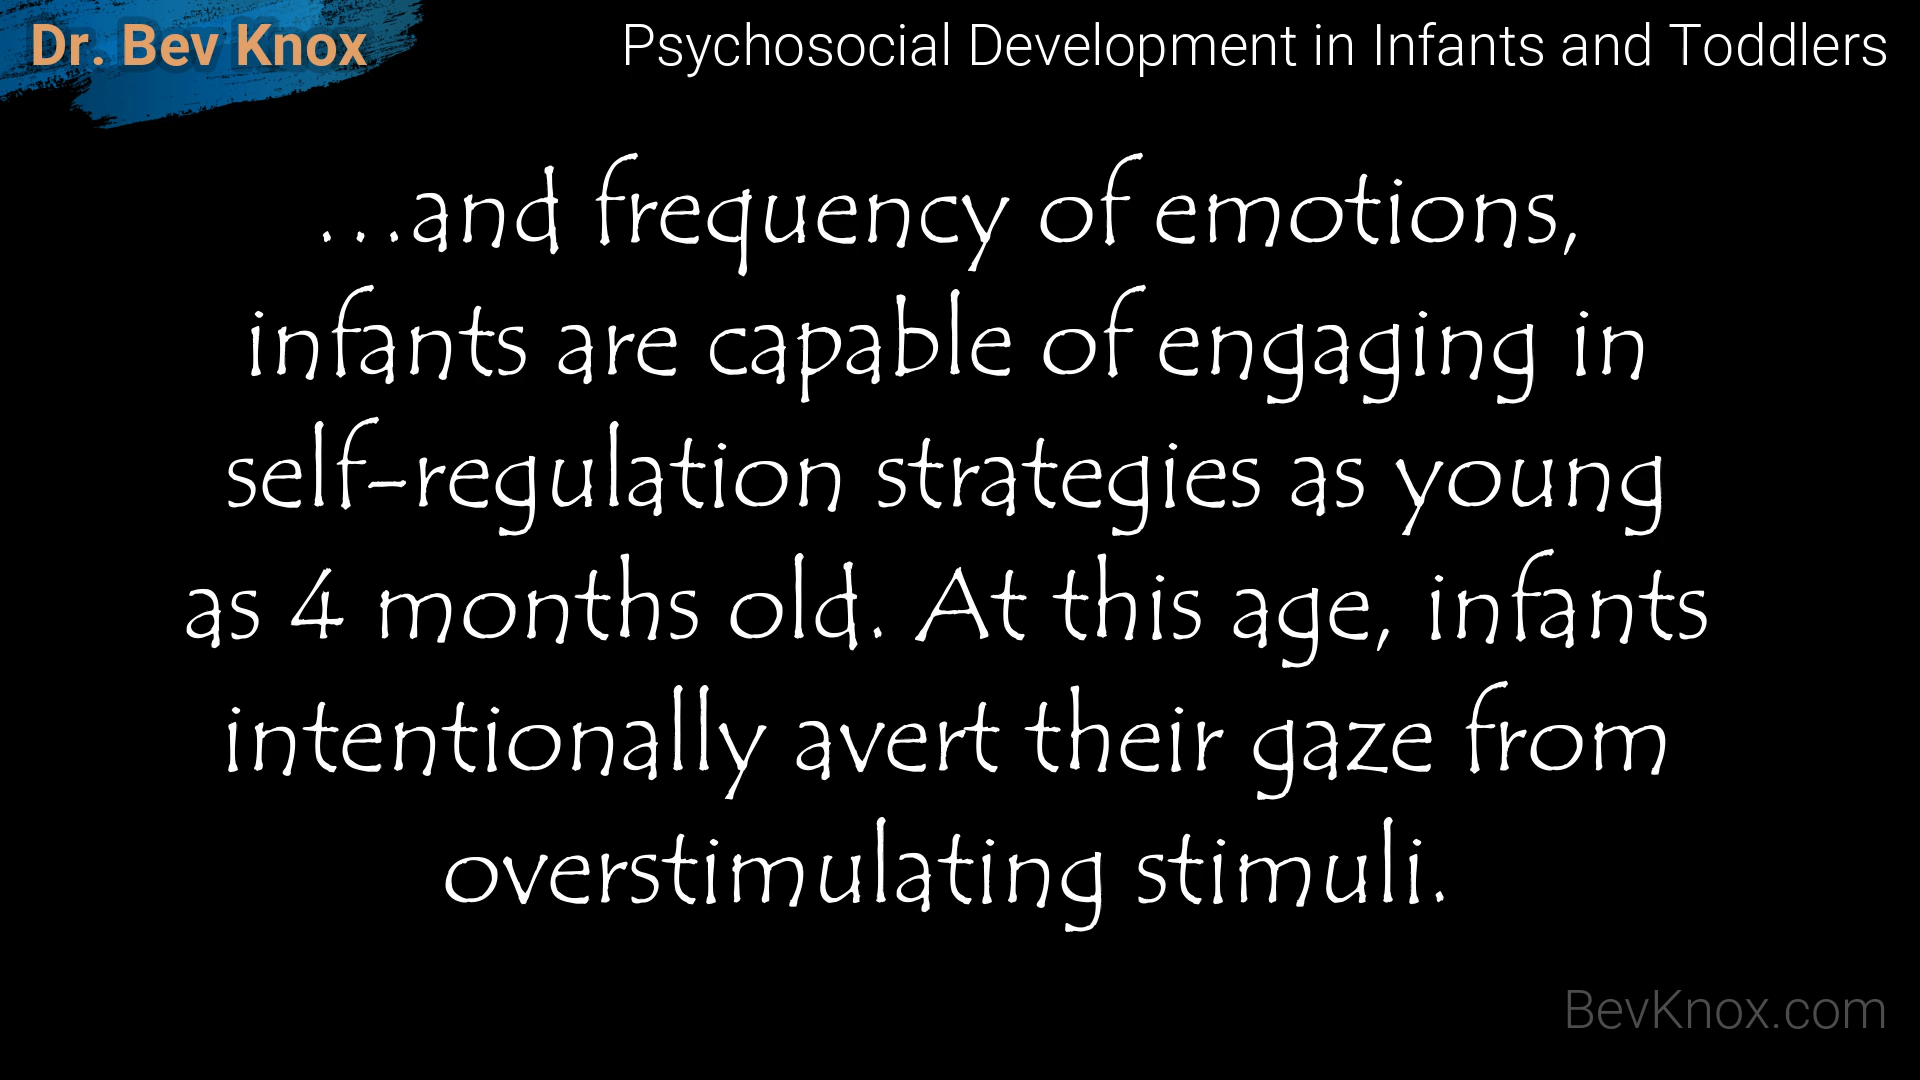 Dr. Bev Knox
Psychosocial Development in Infants and Toddlers
...and frequency of emotions,
infants are capable of engaging in
self-regulation strategies as young
as 4 months old. At this age, infants
intentionally avert their gaze from
overstimulating stimuli.
BevKnox.com